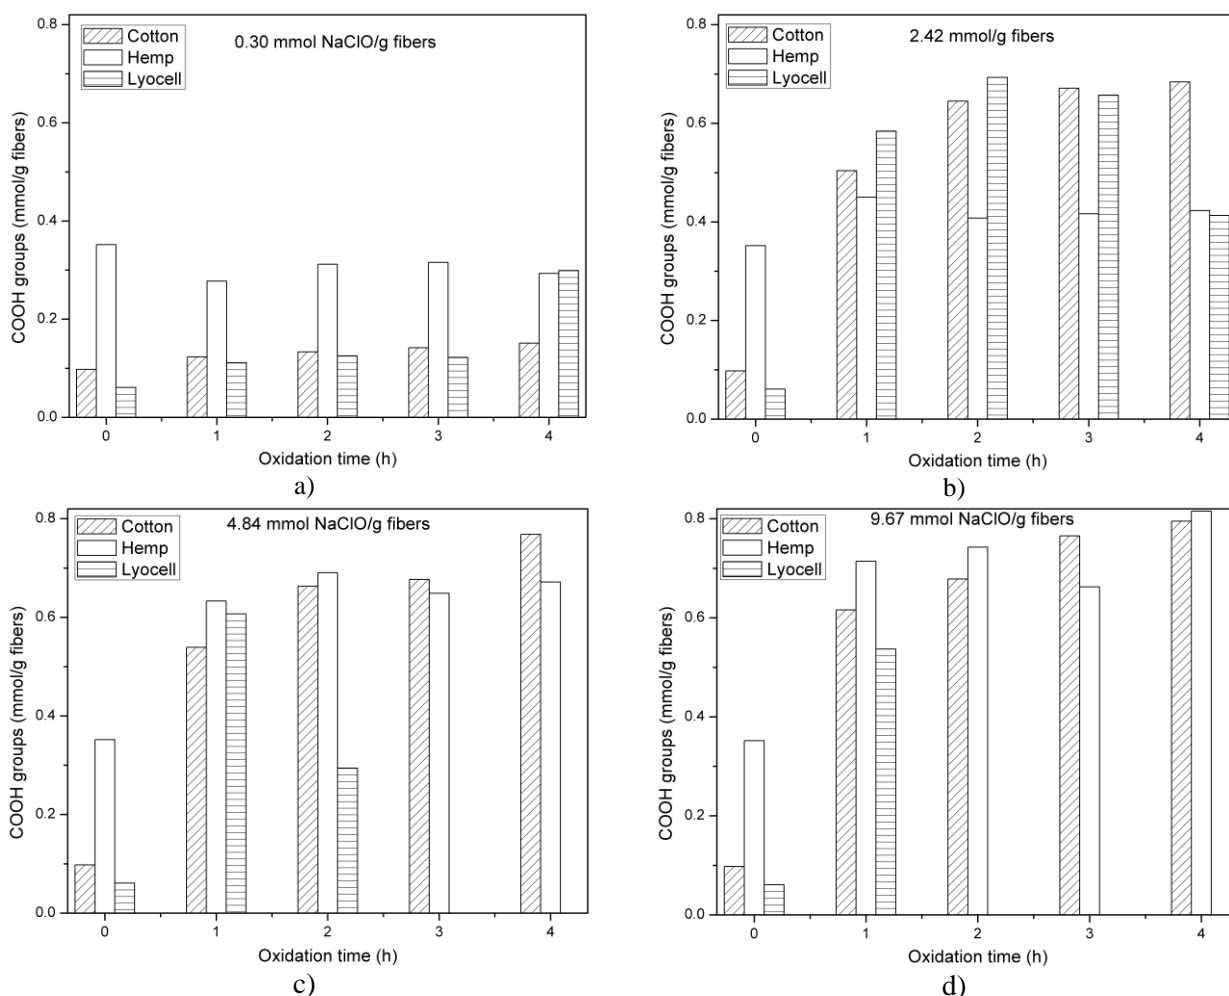 0.30 mmol NaClO/g fibers
Cotton
Hemp
Lyocell
COOH groups (mmol/g fibers)
0.8
0.6
0.4
0.2
0.0
0 1 2 3 4
Oxidation time (h)
a)
2.42 mmol/g fibers
Cotton
Hemp
Lyocell
COOH groups (mmol/g fibers)
0.8
0.6
0.4
0.2
0.0
0 1 2 3 4
Oxidation time (h)
b)
4.84 mmol NaClO/g fibers
Cotton
Hemp
Lyocell
COOH groups (mmol/g fibers)
0.8
0.6
0.4
0.2
0.0
0 1 2 3 4
Oxidation time (h)
c)
9.67 mmol NaClO/g fibers
Cotton
Hemp
Lyocell
COOH groups (mmol/g fibers)
0.8
0.6
0.4
0.2
0.0
0 1 2 3 4
Oxidation time (h)
d)